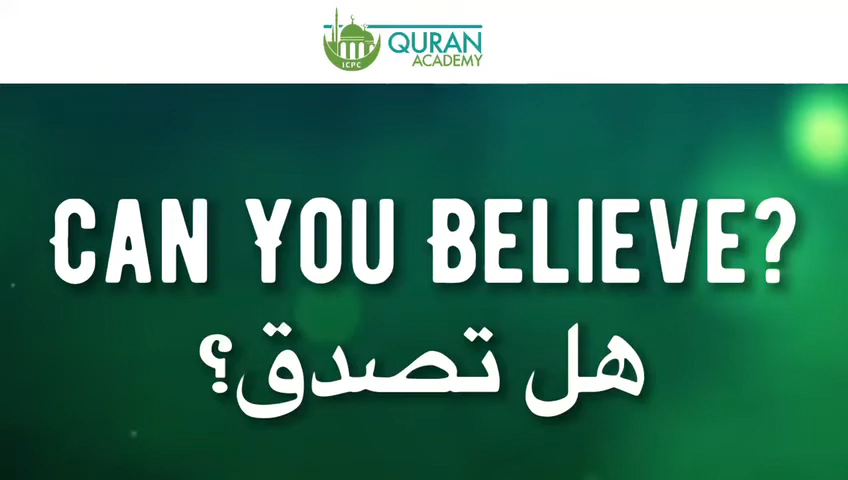 QURAN
ACADEMY
ICPC
CAN YOU BELIEVE?
هل تصدق؟